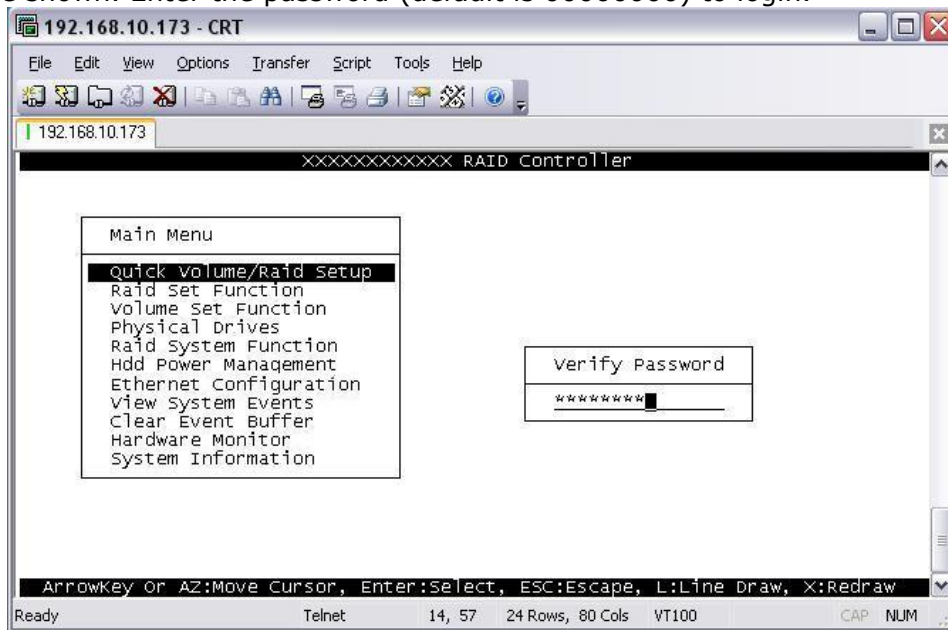 shown. Enter the password (default is 00000000) to login.
192.168.10.173 - CRT
File Edit View Options Transfer Script Tools Help
192.168.10.173
XXXXXXXXXXXX RAID Controller
Main Menu
Quick Volume/Raid Setup
Raid Set Function
Volume Set Function
Physical Drives
Raid System Function
Hdd Power Management
Ethernet Configuration
View System Events
Clear Event Buffer
Hardware Monitor
System Information
Verify Password
********
ArrowKey Or AZ:Move Cursor, Enter:Select, ESC:Escape, L:Line Draw, X:Redraw
Ready Telnet 14, 57 24 Rows, 80 Cols VT100 CAP NUM